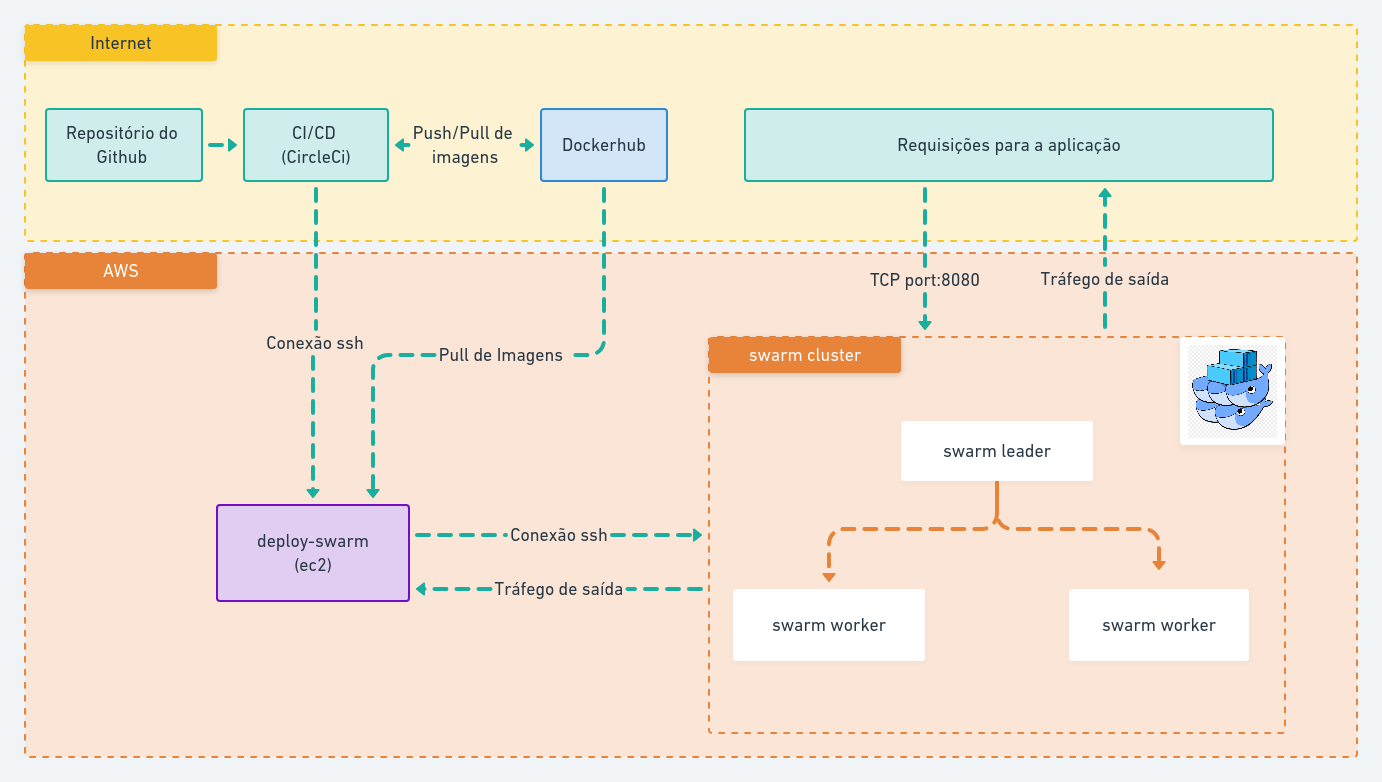 Internet
Repositório do
Github
CI/CD
(CircleCi)
Push/Pull de
imagens
Dockerhub
Requisições para a aplicação
AWS
TCP port:8080
Tráfego de saída
Conexão ssh
Pull de Imagens
swarm cluster
swarm leader
deploy-swarm
(ec2)
Conexão ssh
Tráfego de saída
swarm worker
swarm worker